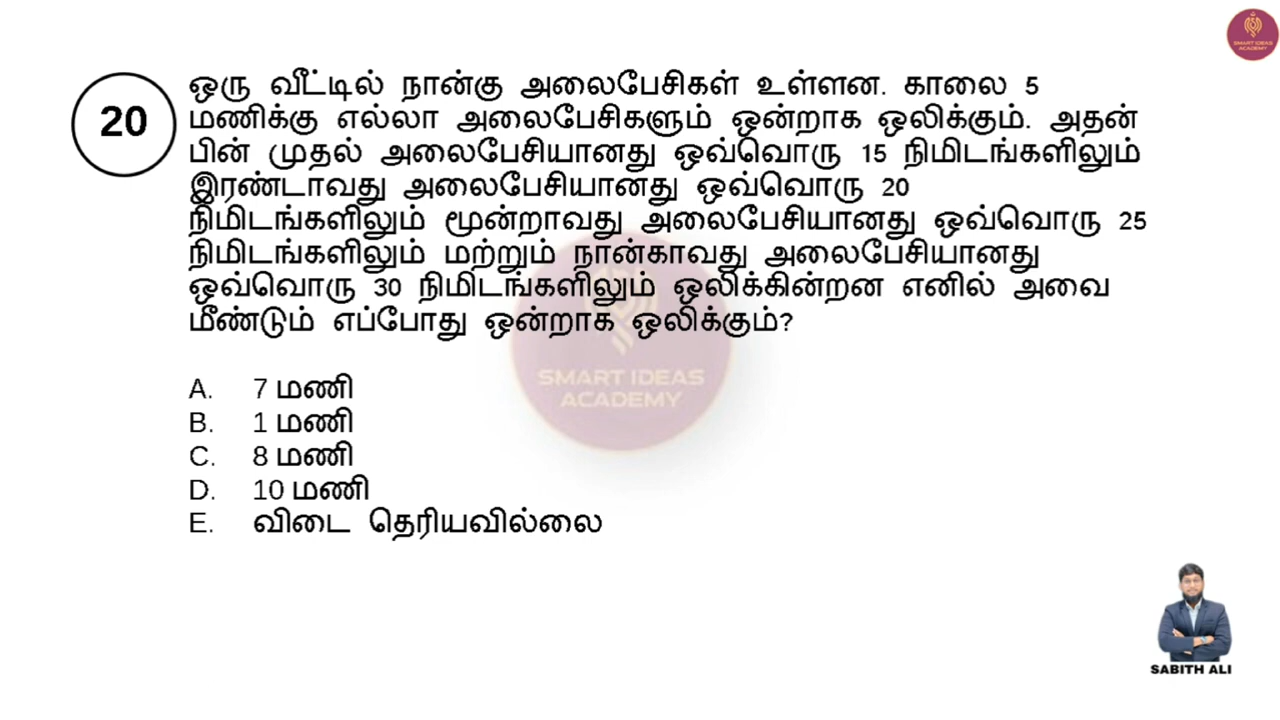 SMART IDEAS
ACADEMY
20
ஒரு வீட்டில் நான்கு அலைபேசிகள் உள்ளன. காலை 5
மணிக்கு எல்லா அலைபேசிகளும் ஒன்றாக ஒலிக்கும். அதன்
பின் முதல் அலைபேசியானது ஒவ்வொரு 15 நிமிடங்களிலும்
இரண்டாவது அலைபேசியானது ஒவ்வொரு 20
நிமிடங்களிலும் மூன்றாவது அலைபேசியானது ஒவ்வொரு 25
நிமிடங்களிலும் மற்றும் நான்காவது அலைபேசியானது
ஒவ்வொரு 30 நிமிடங்களிலும் ஒலிக்கின்றன எனில் அவை
மீண்டும் எப்போது ஒன்றாக ஒலிக்கும்?
SMART IDEAS
ACADEMY
A. 7 மணி
B. 1 மணி
C. 8 மணி
D. 10 மணி
E. விடை தெரியவில்லை
SABITH ALI